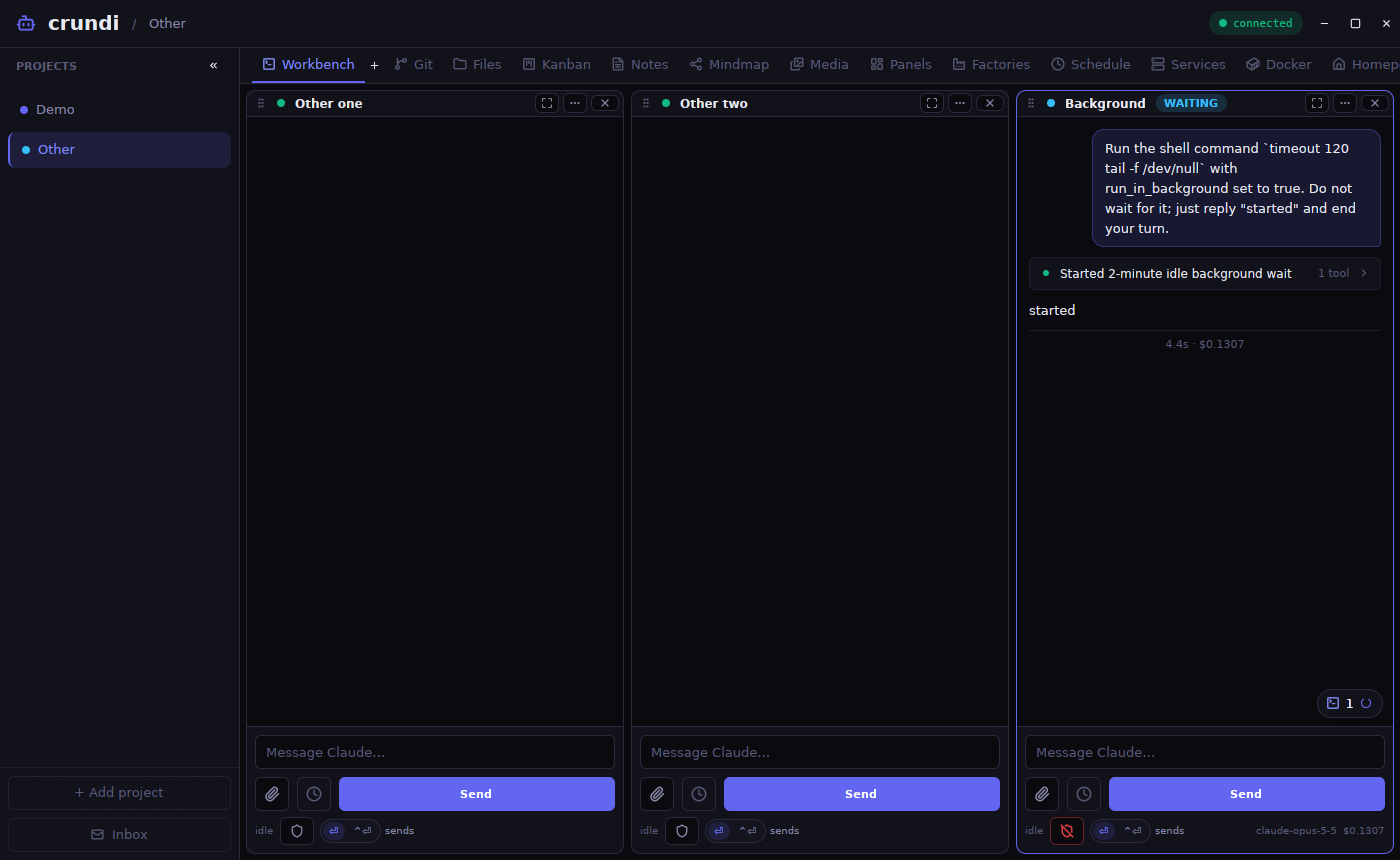 crundi / Other
connected
PROJECTS «
Demo
Other
+ Add project
Inbox
Workbench + Git Files Kanban Notes Mindmap Media Panels Factories Schedule Services Docker Homep
Other one
Message Claude...
Send
idle ⏎ ^⏎ sends
Other two
Message Claude...
Send
idle ⏎ ^⏎ sends
Background WAITING
Run the shell command `timeout 120
tail -f /dev/null` with
run_in_background set to true. Do not
wait for it; just reply "started" and end
your turn.
Started 2-minute idle background wait 1 tool
started
4.4s · $0.1307
1
Message Claude...
Send
idle ⏎ ^⏎ sends claude-opus-5-5 $0.1307